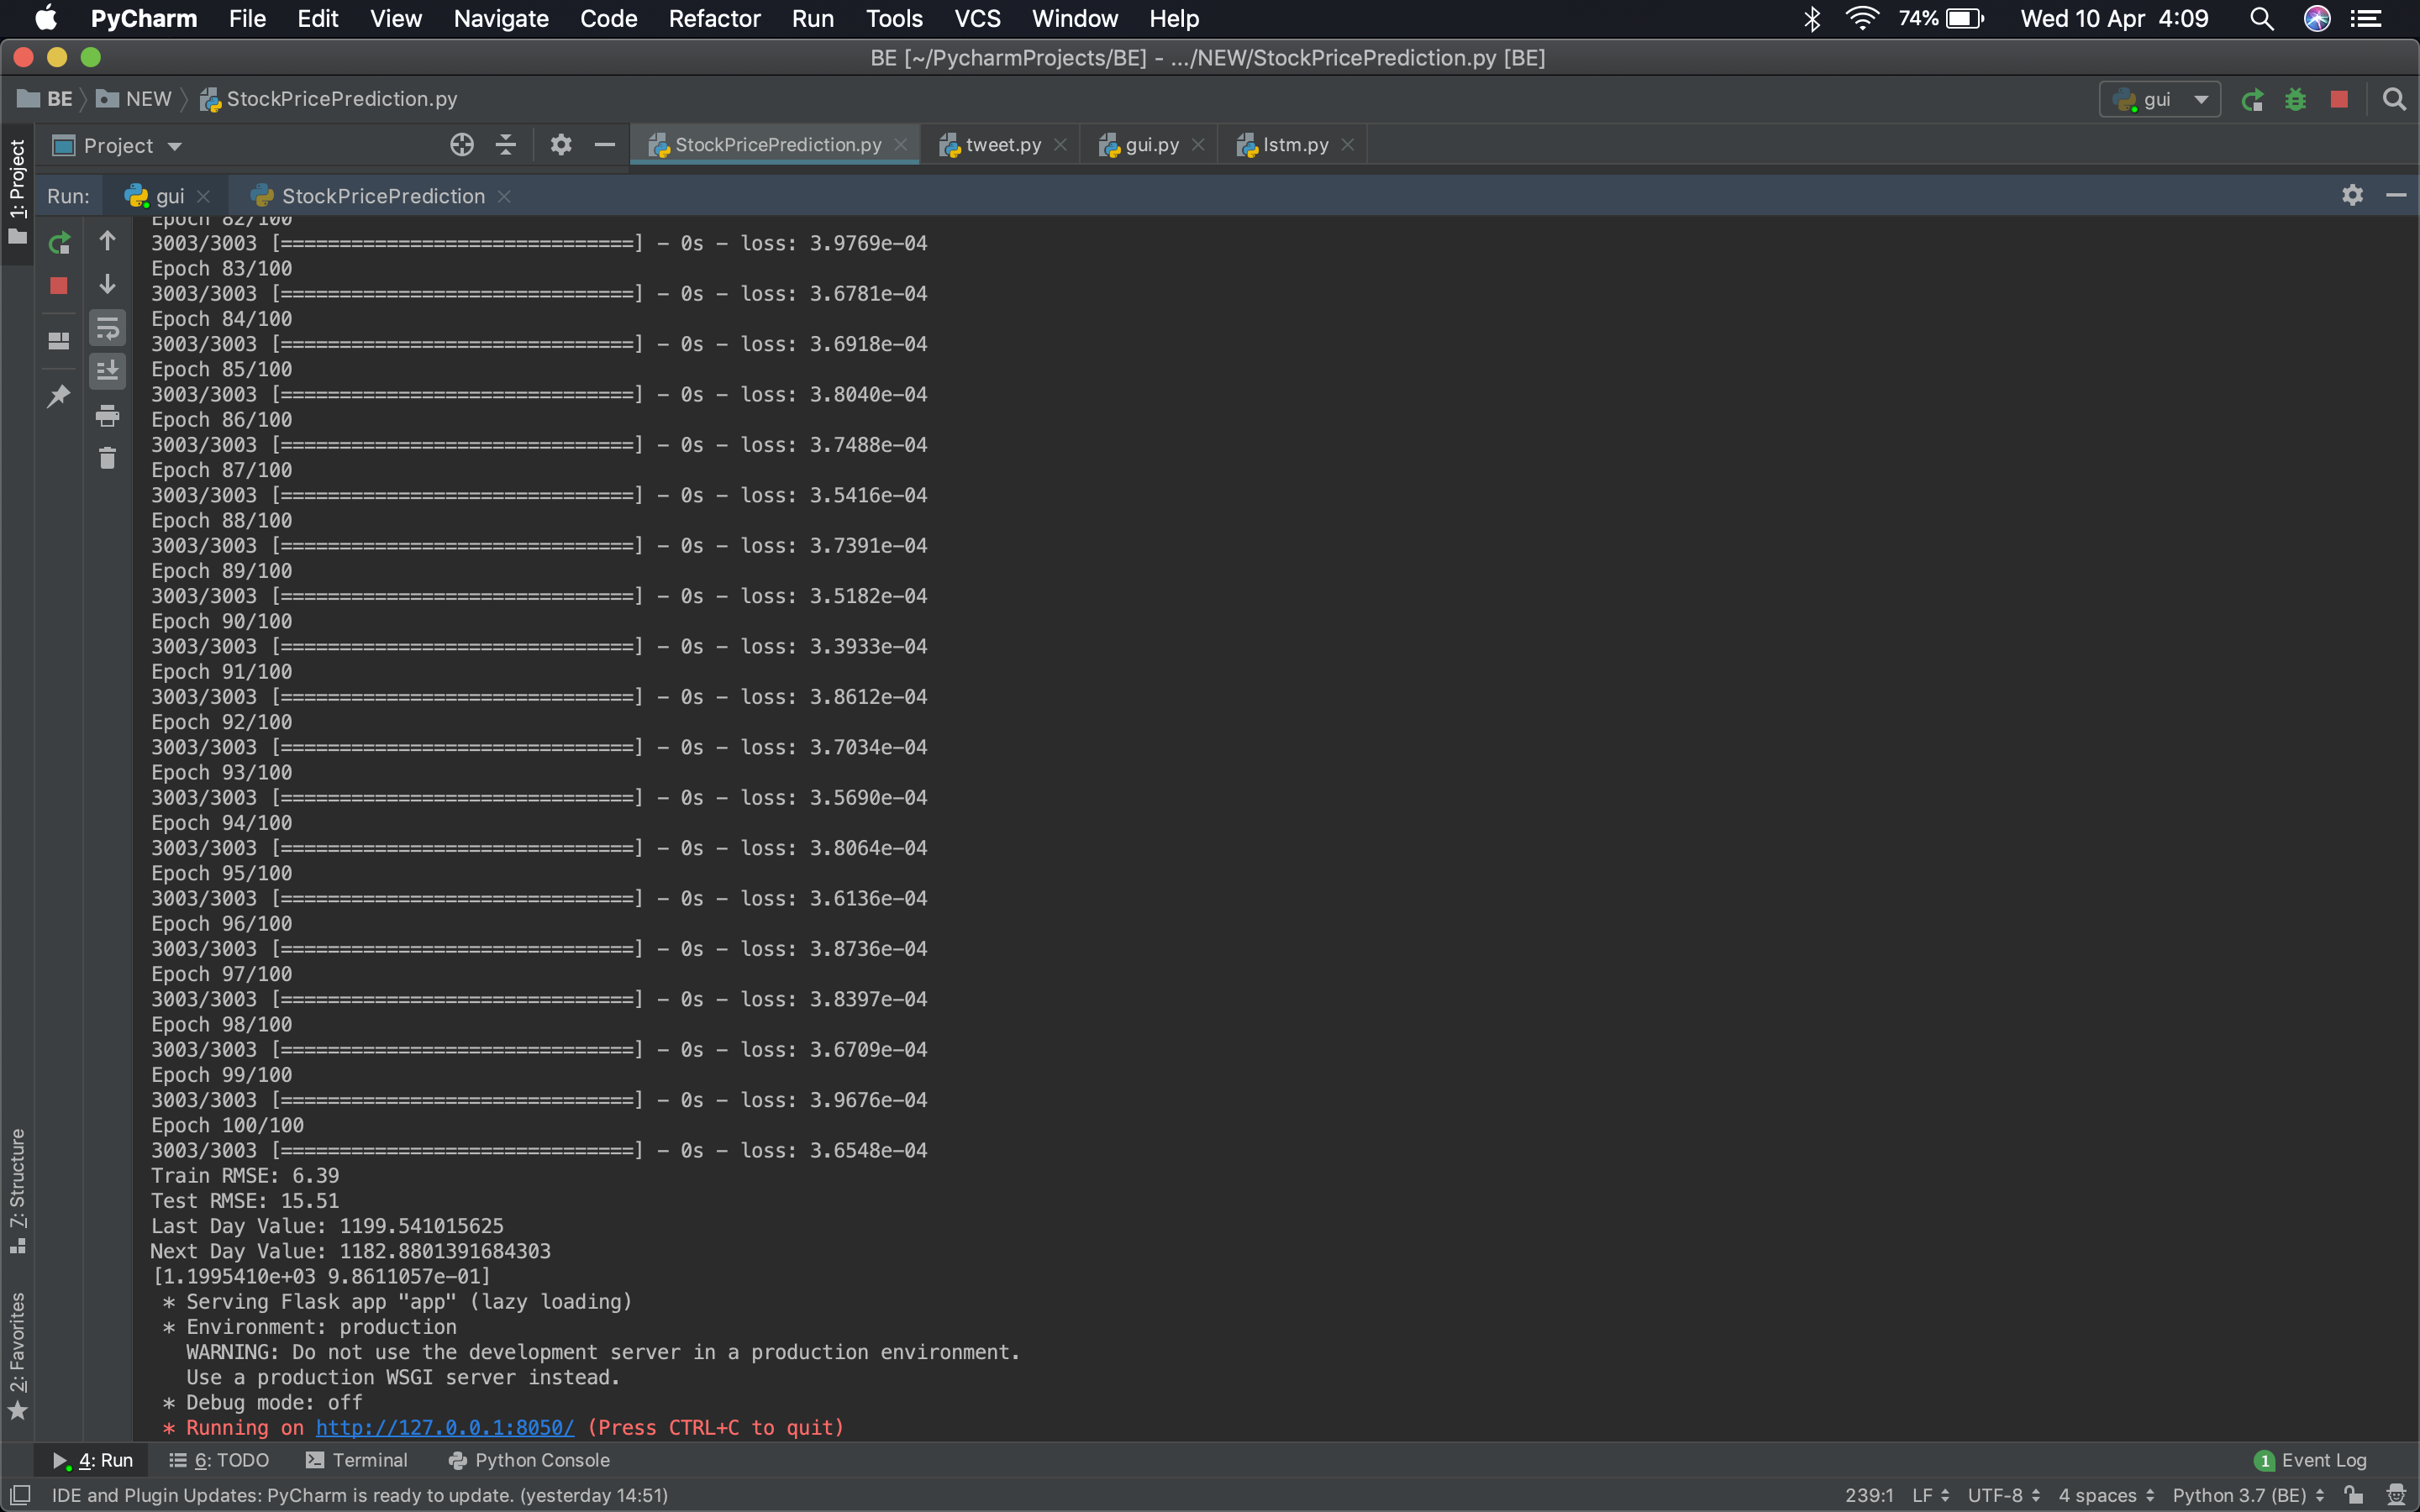 PyCharm File Edit View Navigate Code Refactor Run Tools VCS Window Help 74% Wed 10 Apr 4:09
BE [~/PycharmProjects/BE] - .../NEW/StockPricePrediction.py [BE]
BE NEW StockPricePrediction.py gui
1: Project
Project StockPricePrediction.py tweet.py gui.py lstm.py
Run: gui StockPricePrediction
Epoch 82/100
3003/3003 [==============================] - 0s - loss: 3.9769e-04
Epoch 83/100
3003/3003 [==============================] - 0s - loss: 3.6781e-04
Epoch 84/100
3003/3003 [==============================] - 0s - loss: 3.6918e-04
Epoch 85/100
3003/3003 [==============================] - 0s - loss: 3.8040e-04
Epoch 86/100
3003/3003 [==============================] - 0s - loss: 3.7488e-04
Epoch 87/100
3003/3003 [==============================] - 0s - loss: 3.5416e-04
Epoch 88/100
3003/3003 [==============================] - 0s - loss: 3.7391e-04
Epoch 89/100
3003/3003 [==============================] - 0s - loss: 3.5182e-04
Epoch 90/100
3003/3003 [==============================] - 0s - loss: 3.3933e-04
Epoch 91/100
3003/3003 [==============================] - 0s - loss: 3.8612e-04
Epoch 92/100
3003/3003 [==============================] - 0s - loss: 3.7034e-04
Epoch 93/100
3003/3003 [==============================] - 0s - loss: 3.5690e-04
Epoch 94/100
3003/3003 [==============================] - 0s - loss: 3.8064e-04
Epoch 95/100
3003/3003 [==============================] - 0s - loss: 3.6136e-04
Epoch 96/100
3003/3003 [==============================] - 0s - loss: 3.8736e-04
Epoch 97/100
3003/3003 [==============================] - 0s - loss: 3.8397e-04
Epoch 98/100
3003/3003 [==============================] - 0s - loss: 3.6709e-04
Epoch 99/100
3003/3003 [==============================] - 0s - loss: 3.9676e-04
Epoch 100/100
3003/3003 [==============================] - 0s - loss: 3.6548e-04
Train RMSE: 6.39
Test RMSE: 15.51
Last Day Value: 1199.541015625
Next Day Value: 1182.8801391684303
[1.1995410e+03 9.8611057e-01]
* Serving Flask app "app" (lazy loading)
* Environment: production
WARNING: Do not use the development server in a production environment.
Use a production WSGI server instead.
* Debug mode: off
* Running on http://127.0.0.1:8050/ (Press CTRL+C to quit)
7: Structure
2: Favorites
4: Run 6: TODO Terminal Python Console 1 Event Log
IDE and Plugin Updates: PyCharm is ready to update. (yesterday 14:51) 239:1 LF UTF-8 4 spaces Python 3.7 (BE)